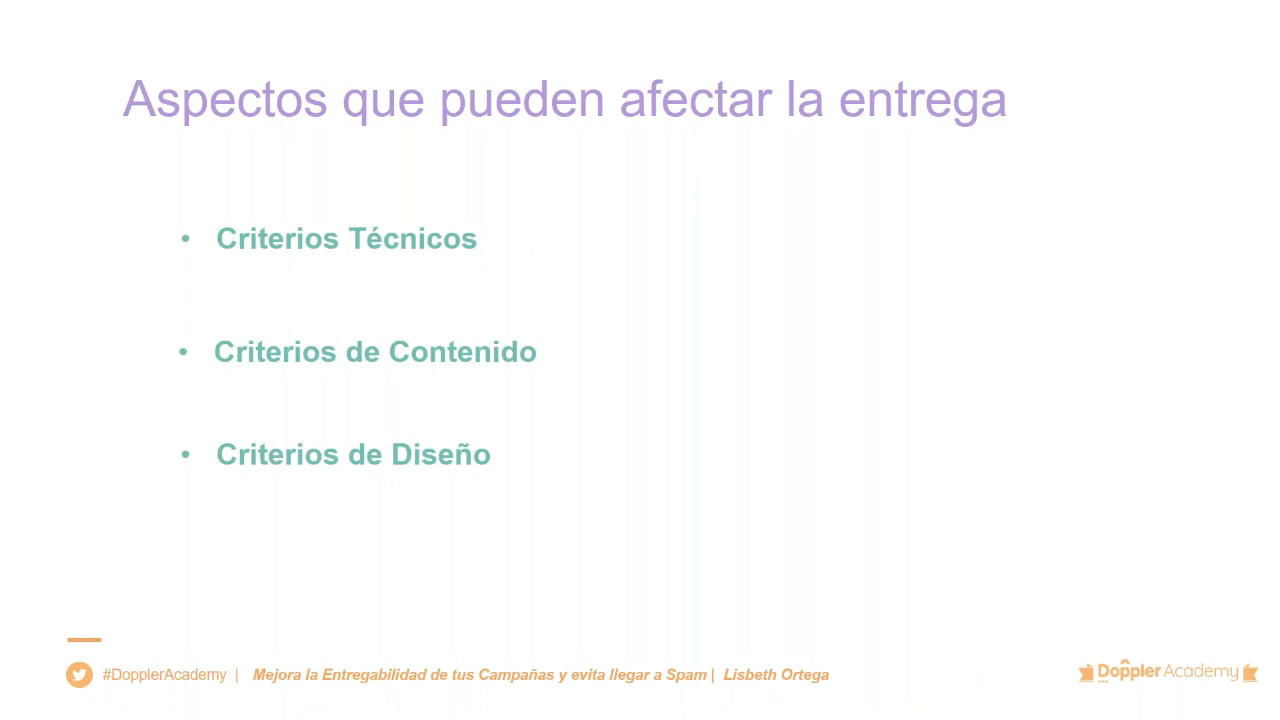 Aspectos que pueden afectar la entrega
• Criterios Técnicos
• Criterios de Contenido
• Criterios de Diseño
#DopplerAcademy | Mejora la Entregabilidad de tus Campañas y evita llegar a Spam | Lisbeth Ortega
Doppler Academy